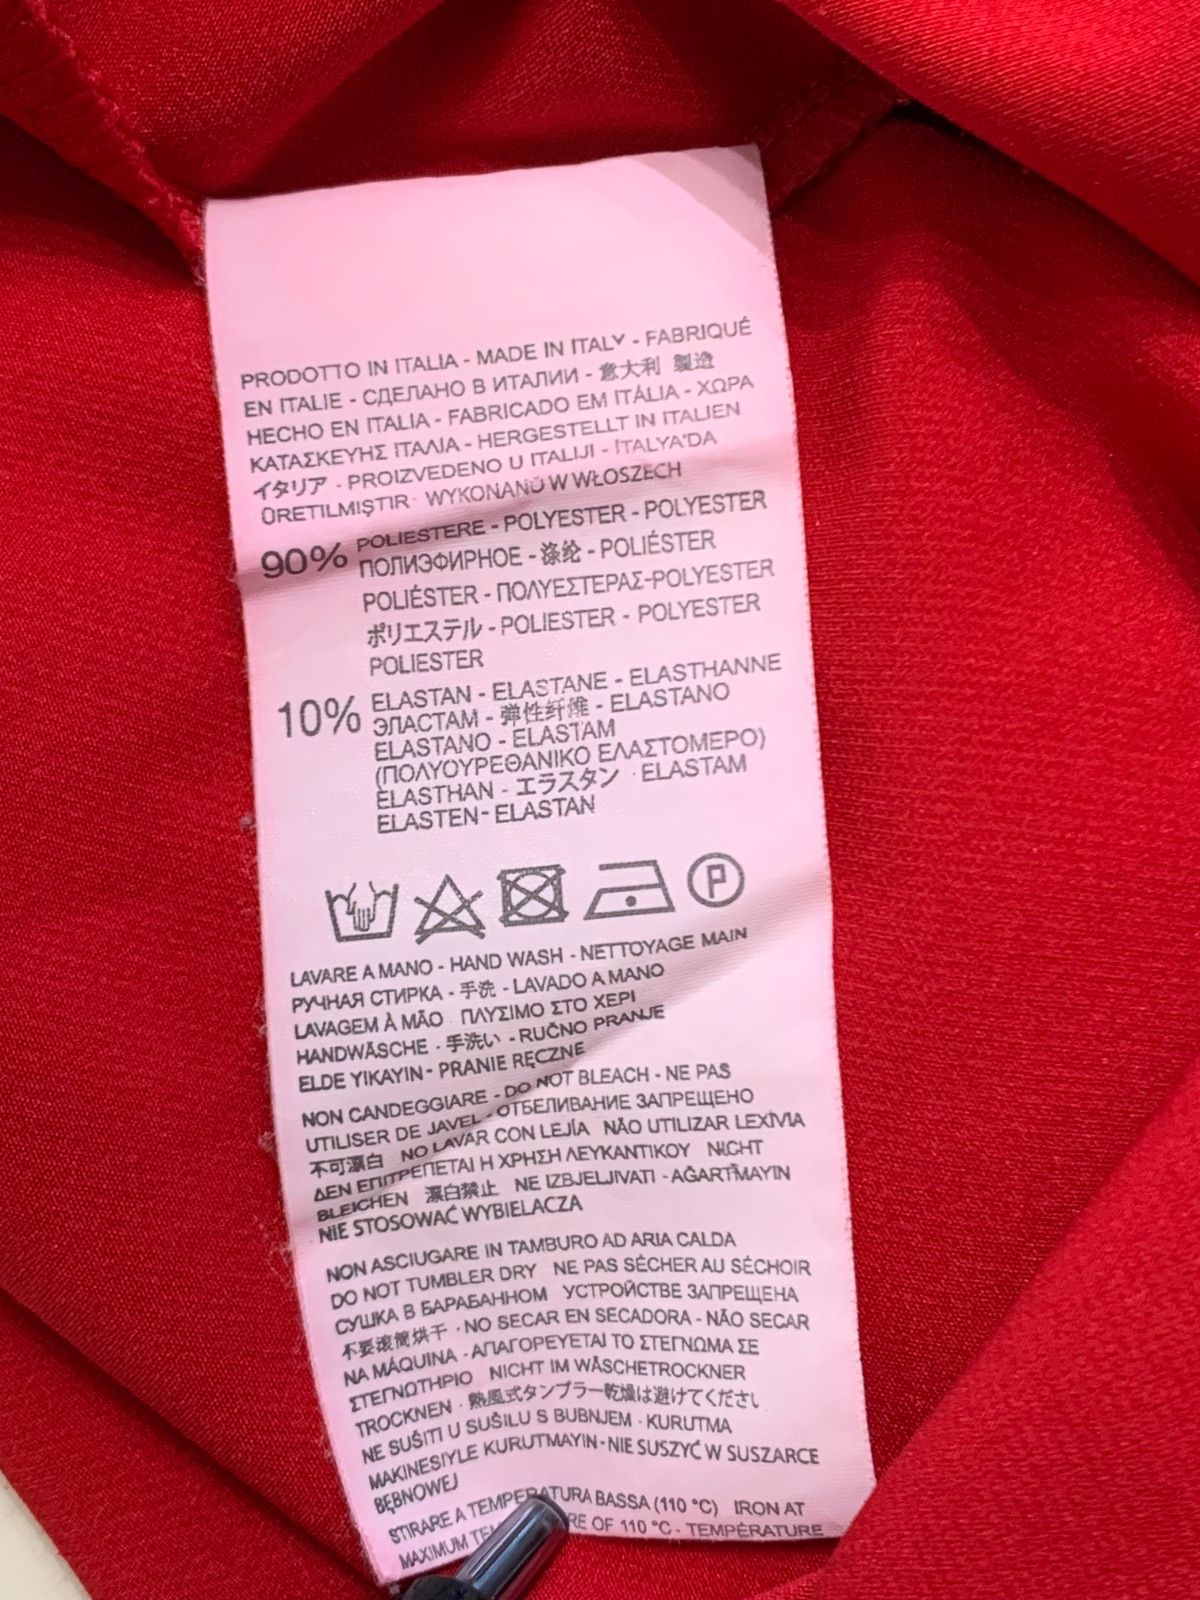 PRODOTTO IN ITALIA - MADE IN ITALY - FABRIQUÉ
EN ITALIE - СДЕЛАНО В ИТАЛИИ - 意大利 製造
HECHO EN ITALIA - FABRICADO EM ITÁLIA - ΧΩΡΑ
ΚΑΤΑΣΚΕΥΗΣ ΙΤΑΛΙΑ - HERGESTELLT IN ITALIEN
イタリア - PROIZVEDENO U ITALIJI - İTALYA'DA
ÜRETILMIŞTIR - WYKONANO W WŁOSZECH
90% POLIESTERE - POLYESTER - POLYESTER
ПОЛИЭФИРНОЕ - 涤纶 - POLIÉSTER
POLIÉSTER - ΠΟΛΥΕΣΤΕΡΑΣ-POLYESTER
ポリエステル - POLIESTER - POLYESTER
POLIESTER
10% ELASTAN - ELASTANE - ELASTHANNE
ЭЛАСТАМ - 弹性纤维 - ELASTANO
ELASTANO - ELASTAM
(ΠΟΛΥΟΥΡΕΘΑΝΙΚΟ ΕΛΑΣΤΟΜΕΡΟ)
ELASTHAN - エラスタン - ELASTAM
ELASTEN - ELASTAN
P
LAVARE A MANO - HAND WASH - NETTOYAGE MAIN
РУЧНАЯ СТИРКА - 手洗 - LAVADO A MANO
LAVAGEM À MÃO ΠΛΥΣΙΜΟ ΣΤΟ ΧΕΡΙ
HANDWÄSCHE - 手洗い - RUČNO PRANJE
ELDE YIKAYIN - PRANIE RĘCZNE
NON CANDEGGIARE - DO NOT BLEACH - NE PAS
UTILISER DE JAVEL - ОТБЕЛИВАНИЕ ЗАПРЕЩЕНО
不可漂白 NO LAVAR CON LEJÍA NÃO UTILIZAR LEXÍVIA
ΔΕΝ ΕΠΙΤΡΕΠΕΤΑΙ Η ΧΡΗΣΗ ΛΕΥΚΑΝΤΙΚΟΥ NICHT
BLEICHEN 漂白禁止 NE IZBJELJIVATI - AĞARTMAYIN
NIE STOSOWAĆ WYBIELACZA
NON ASCIUGARE IN TAMBURO AD ARIA CALDA
DO NOT TUMBLER DRY NE PAS SÉCHER AU SÉCHOIR
СУШКА В БАРАБАННОМ УСТРОЙСТВЕ ЗАПРЕЩЕНА
不要滚筒烘干 - NO SECAR EN SECADORA - NÃO SECAR
NA MÁQUINA - ΑΠΑΓΟΡΕΥΕΤΑΙ ΤΟ ΣΤΕΓΝΩΜΑ ΣΕ
ΣΤΕΓΝΩΤΗΡΙΟ NICHT IM WÄSCHETROCKNER
TROCKNEN - 熱風式タンブラー乾燥は避けてください
NE SUŠITI U SUŠILU S BUBNJEM - KURUTMA
MAKINESIYLE KURUTMAYIN - NIE SUSZYĆ W SUSZARCE
BĘBNOWEJ
STIRARE A TEMPERATURA BASSA (110 °C) IRON AT
MAXIMUM OF 110 °C - TEMPÉRATURE